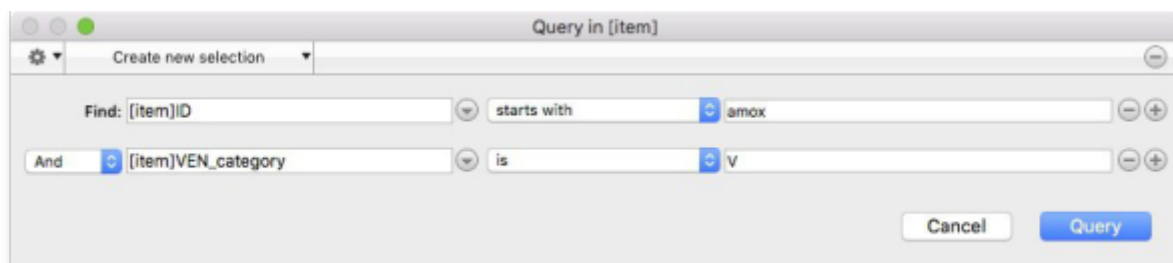 Query in [item]
Create new selection
Find: [item]ID starts with amox
And [item]VEN_category is V
Cancel Query